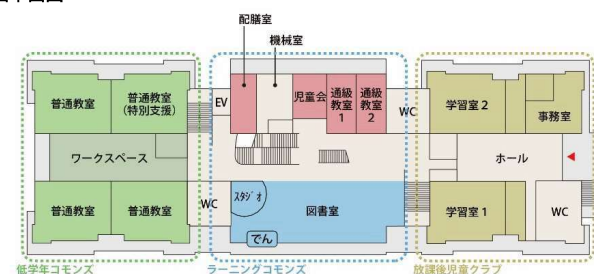 配膳室
機械室
普通教室
普通教室
(特別支援)
EV
児童会
通級
教室
1
通級
教室
2
WC
学習室2
事務室
ワークスペース
ホール
普通教室
普通教室
WC
スタジオ
図書室
でん
学習室1
WC
低学年コモンズ
ラーニングコモンズ
放課後児童クラブ